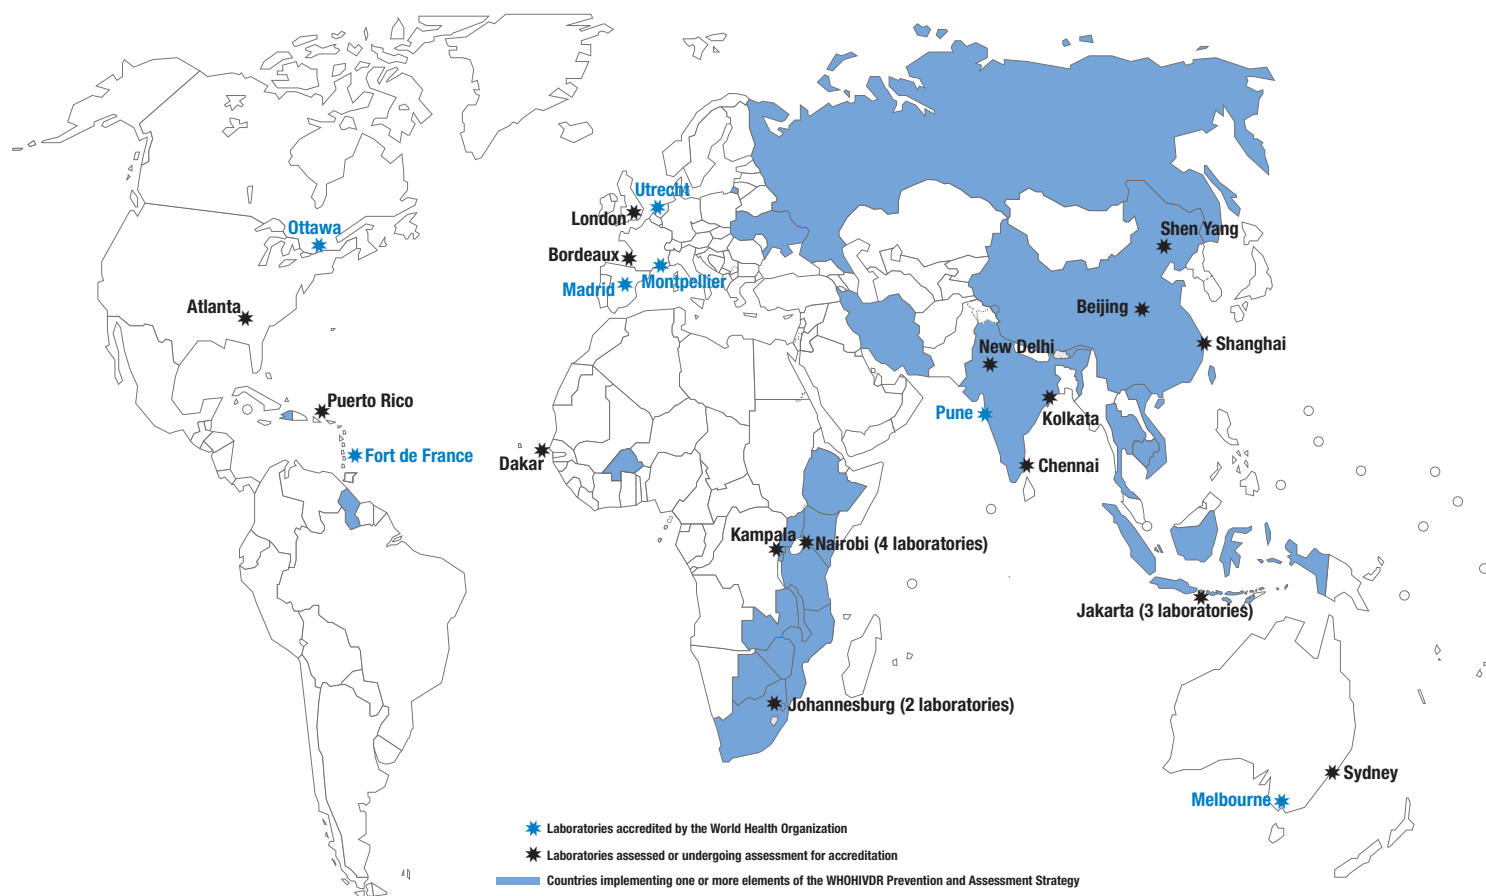 Utrecht
London
Ottawa
Shen Yang
Bordeaux
Montpellier
Madrid
Atlanta
Beijing
Shanghai
New Delhi
Puerto Rico
Pune
Kolkata
Fort de France
Dakar
Chennai
Kampala
Nairobi (4 laboratories)
Jakarta (3 laboratories)
Johannesburg (2 laboratories)
Sydney
Melbourne
Laboratories accredited by the World Health Organization
Laboratories assessed or undergoing assessment for accreditation
Countries implementing one or more elements of the WHOHIVDR Prevention and Assessment Strategy